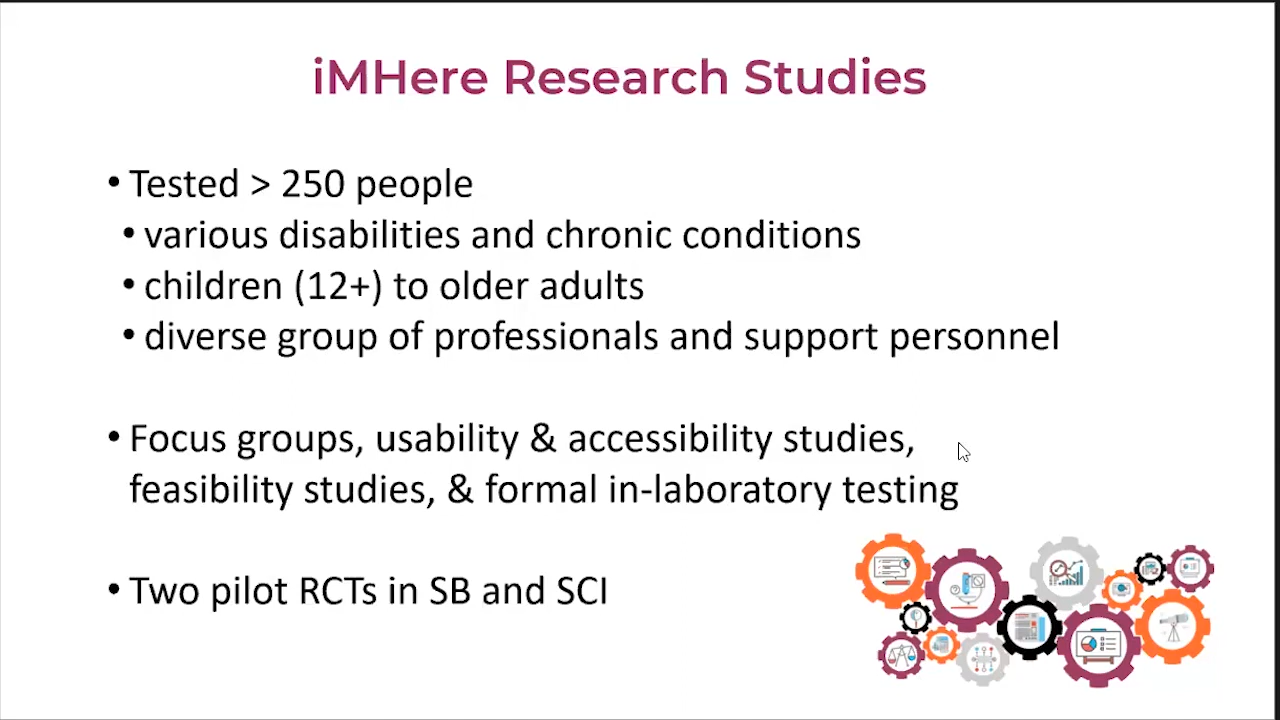 iMHere Research Studies
• Tested > 250 people
• various disabilities and chronic conditions
• children (12+) to older adults
• diverse group of professionals and support personnel
• Focus groups, usability & accessibility studies,
feasibility studies, & formal in-laboratory testing
• Two pilot RCTs in SB and SCI